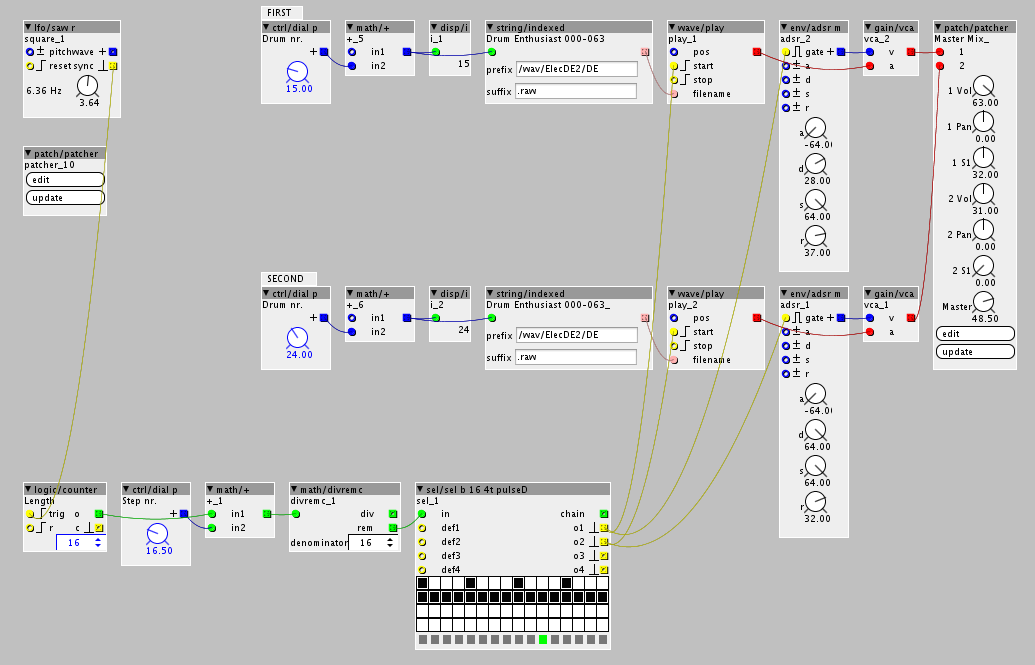 FIRST
lfo/saw r
square_1
pitch wave
reset sync
6.36 Hz
3.64
ctrl/dial p
Drum nr.
+
15.00
math/+
+_5
in1
in2
disp/i
i_1
15
string/indexed
Drum Enthusiast 000-063
prefix /wav/ElecDE2/DE
suffix .raw
wave/play
play_1
pos
start
stop
filename
env/adsr m
adsr_2
gate +
± a
± d
± s
± r
a
-64.00
d
28.00
s
64.00
r
37.00
gain/vca
vca_2
v
a
patch/patcher
Master Mix_
1
2
1 Vol
63.00
1 Pan
0.00
1 S1
32.00
2 Vol
31.00
2 Pan
0.00
2 S1
0.00
Master
48.50
edit
update
patch/patcher
patcher_10
edit
update
SECOND
ctrl/dial p
Drum nr.
+
24.00
math/+
+_6
in1
in2
disp/i
i_2
24
string/indexed
Drum Enthusiast 000-063_
prefix /wav/ElecDE2/DE
suffix .raw
wave/play
play_2
pos
start
stop
filename
env/adsr m
adsr_1
gate +
± a
± d
± s
± r
a
-64.00
d
64.00
s
64.00
r
32.00
gain/vca
vca_1
v
a
logic/counter
Length
trig o
r c
16
ctrl/dial p
Step nr.
+
16.50
math/+
+_1
in1
in2
math/divremc
divremc_1
div
rem
denominator 16
sel/sel b 16 4t pulseD
sel_1
in chain
def1 o1
def2 o2
def3 o3
def4 o4